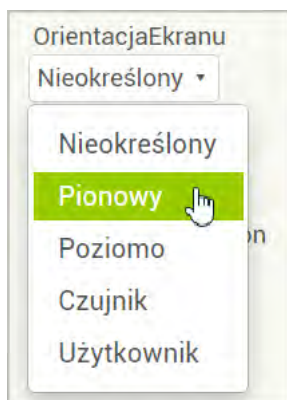 OrientacjaEkranu
Nieokreślony
Nieokreślony
Pionowy
Poziomo
Czujnik
Użytkownik